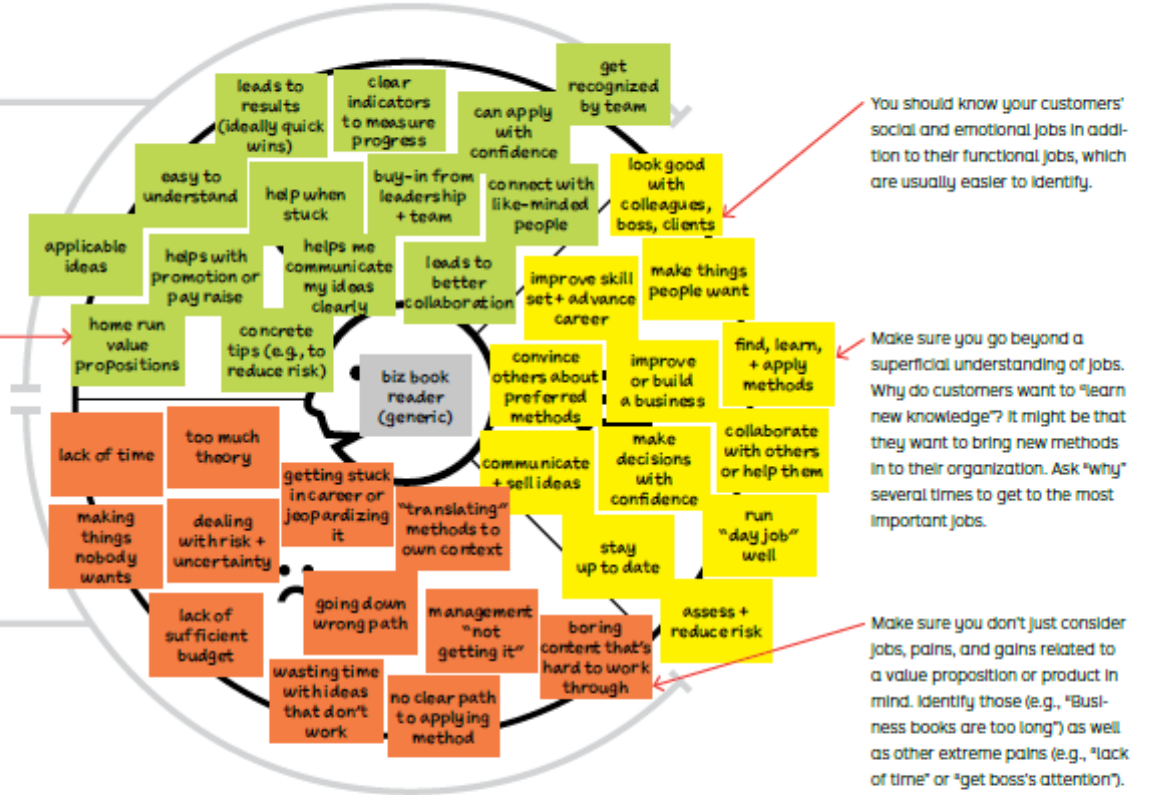 leads to
results
(ideally quick
wins)
clear
indicators
to measure
progress
can apply
with
confidence
get
recognized
by team
easy to
understand
help when
stuck
buy-in from
leadership
+ team
connect with
like-minded
people
applicable
ideas
helps with
promotion or
pay raise
helps me
communicate
my ideas
clearly
leads to
better
collaboration
home run
value
propositions
concrete
tips (e.g., to
reduce risk)
biz book
reader
(generic)
look good
with
colleagues,
boss, clients
improve skill
set + advance
career
make things
people want
convince
others about
preferred
methods
improve
or build
a business
find, learn,
+ apply
methods
communicate
+ sell ideas
make
decisions
with
confidence
collaborate
with others
or help them
stay
up to date
run
"day job"
well
assess +
reduce risk
lack of time
too much
theory
getting stuck
in career or
jeopardizing
it
"translating"
methods to
own context
making
things
nobody
wants
dealing
with risk +
uncertainty
lack of
sufficient
budget
going down
wrong path
management
"not
getting it"
boring
content that's
hard to work
through
wasting time
with ideas
that don't
work
no clear path
to applying
method
You should know your customers'
social and emotional jobs in addi-
tion to their functional jobs, which
are usually easier to identify.
Make sure you go beyond a
superficial understanding of jobs.
Why do customers want to "learn
new knowledge"? It might be that
they want to bring new methods
in to their organization. Ask "why"
several times to get to the most
important jobs.
Make sure you don't just consider
jobs, pains, and gains related to
a value proposition or product in
mind. Identify those (e.g., "Busi-
ness books are too long") as well
as other extreme pains (e.g., "lack
of time" or "get boss's attention").